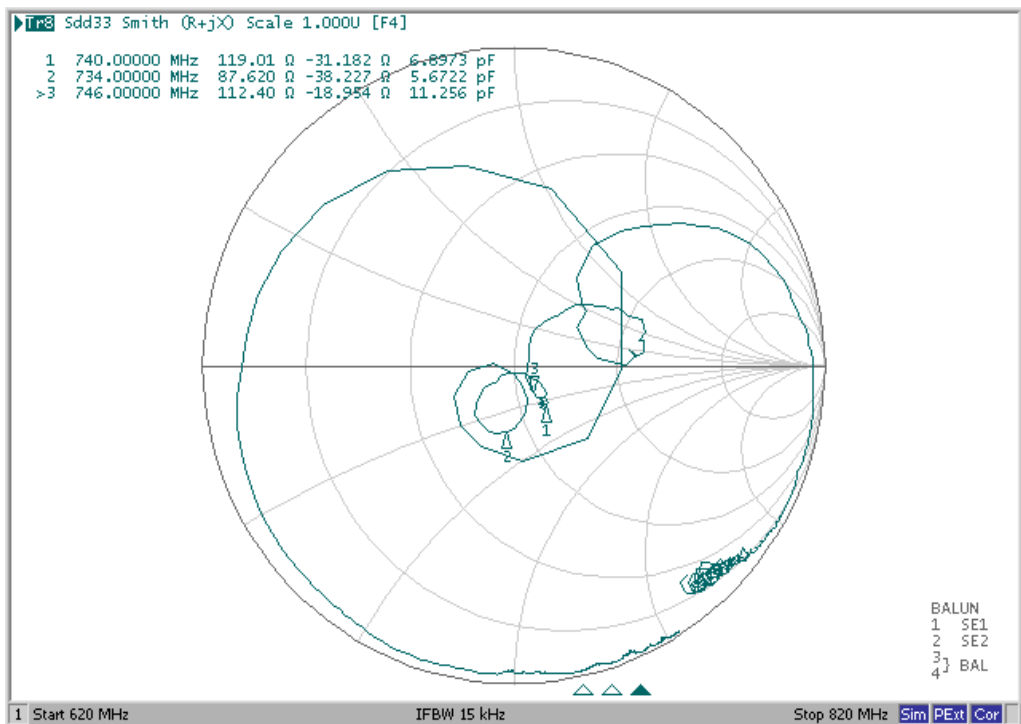 Tr8 Sdd33 Smith (R+jX) Scale 1.000U [F4]
1 740.00000 MHz 119.01 Ω -31.182 Ω 6.8973 pF
2 734.00000 MHz 87.620 Ω -38.227 Ω 5.6722 pF
>3 746.00000 MHz 112.40 Ω -18.954 Ω 11.256 pF
3
1
2
BALUN
1 SE1
2 SE2
3
4} BAL
1 Start 620 MHz IFBW 15 kHz Stop 820 MHz Sim PExt Cor